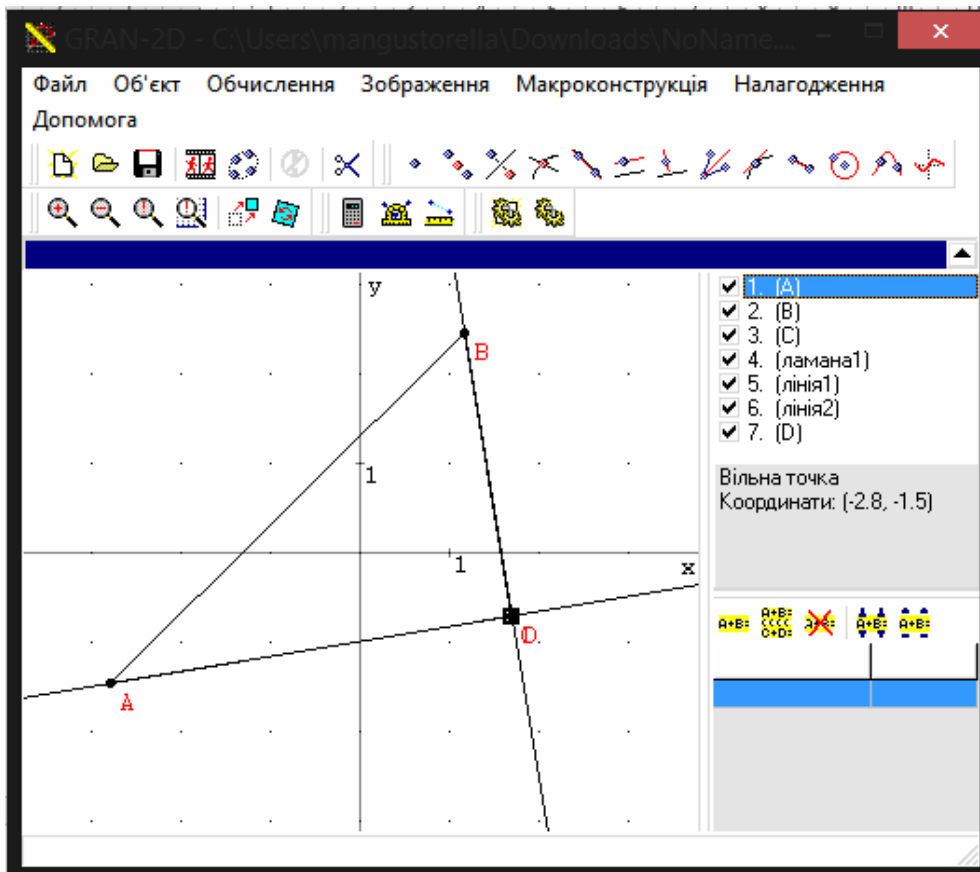 GRAN-2D - C:\Users\mangustorella\Downloads\NoName....
Файл Об'єкт Обчислення Зображення Макроконструкція Налагодження
Допомога
y
B
1
1
x
D
A
✔ 1. (A)
✔ 2. (B)
✔ 3. (C)
✔ 4. (ламана1)
✔ 5. (лінія1)
✔ 6. (лінія2)
✔ 7. (D)
Вільна точка
Координати: (-2.8, -1.5)
A+B= A+B= CCCC C+D= A+B= A+B= A+B=